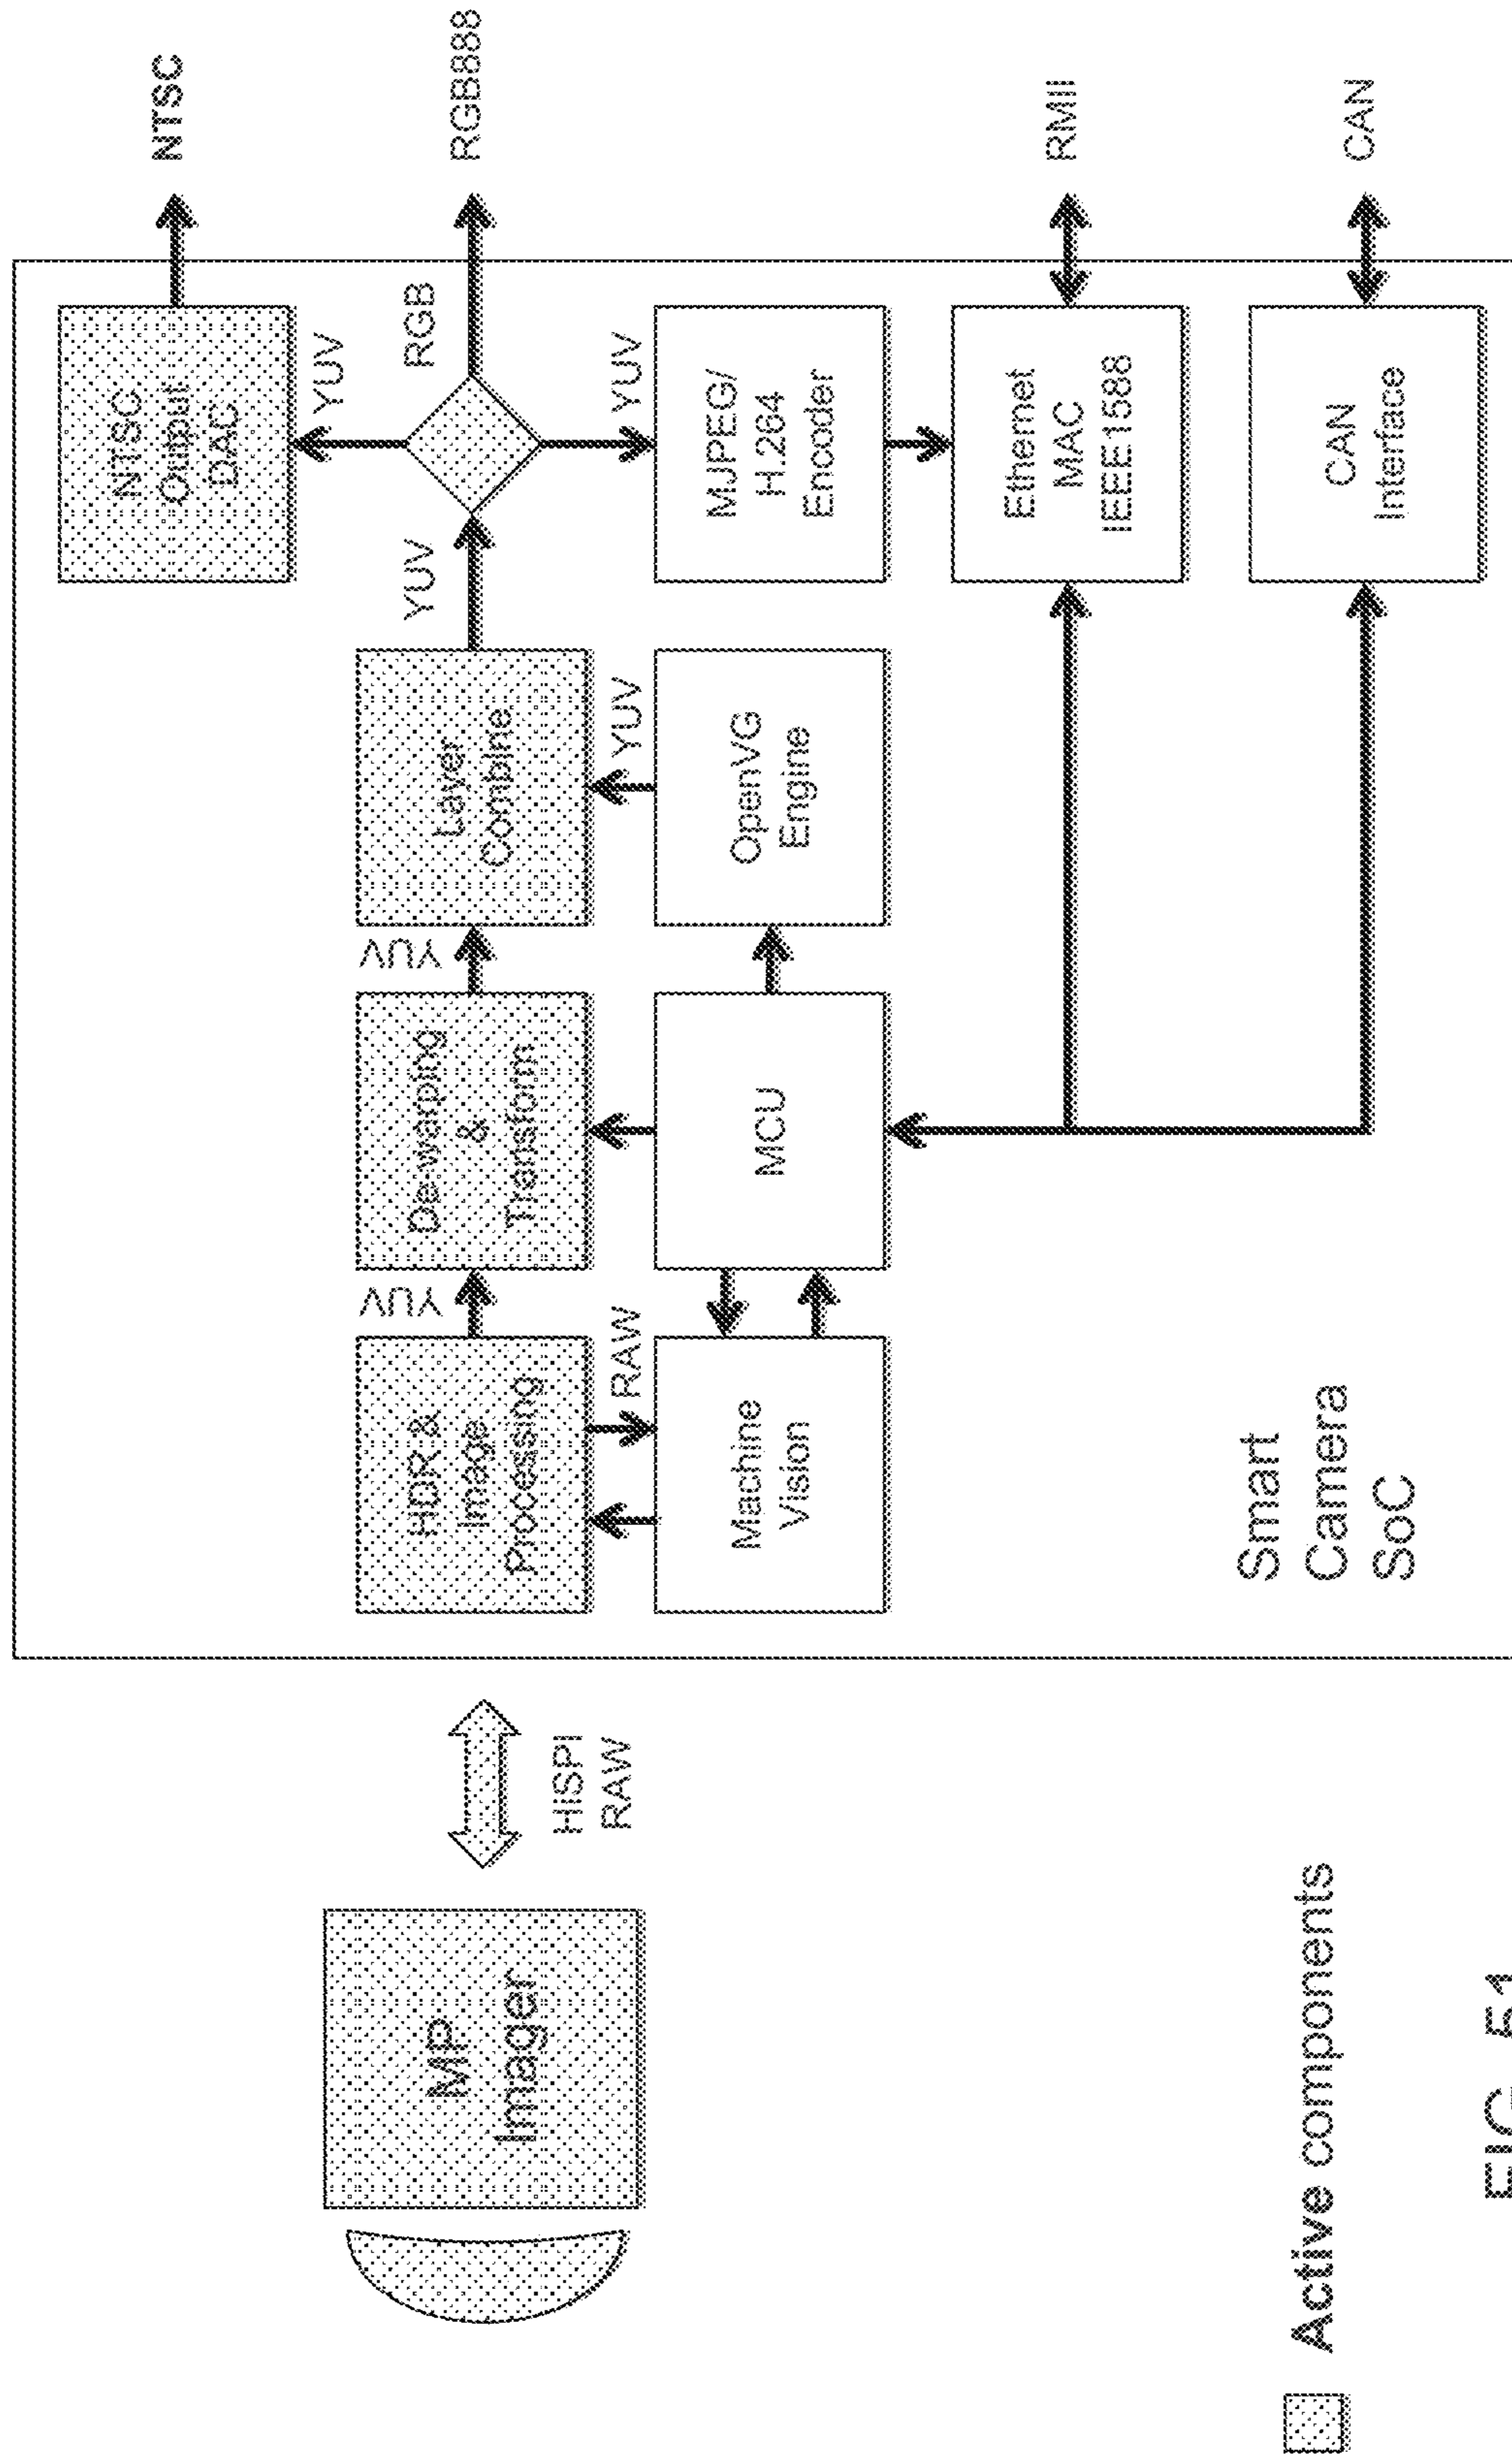 NTSC
Output
DAC
NTSC
YUV
HDR &
Image
Processing
YUV
De-warping
&
Transform
YUV
Layer
Combine
YUV
RGB
RGB888
RAW
YUV
YUV
Machine
Vision
MCU
OpenVG
Engine
MJPEG/
H.264
Encoder
MP
Imager
HiSPI
RAW
Ethernet
MAC
IEEE1588
RMII
CAN
Interface
CAN
Smart
Camera
SoC
Active components
FIG. 51